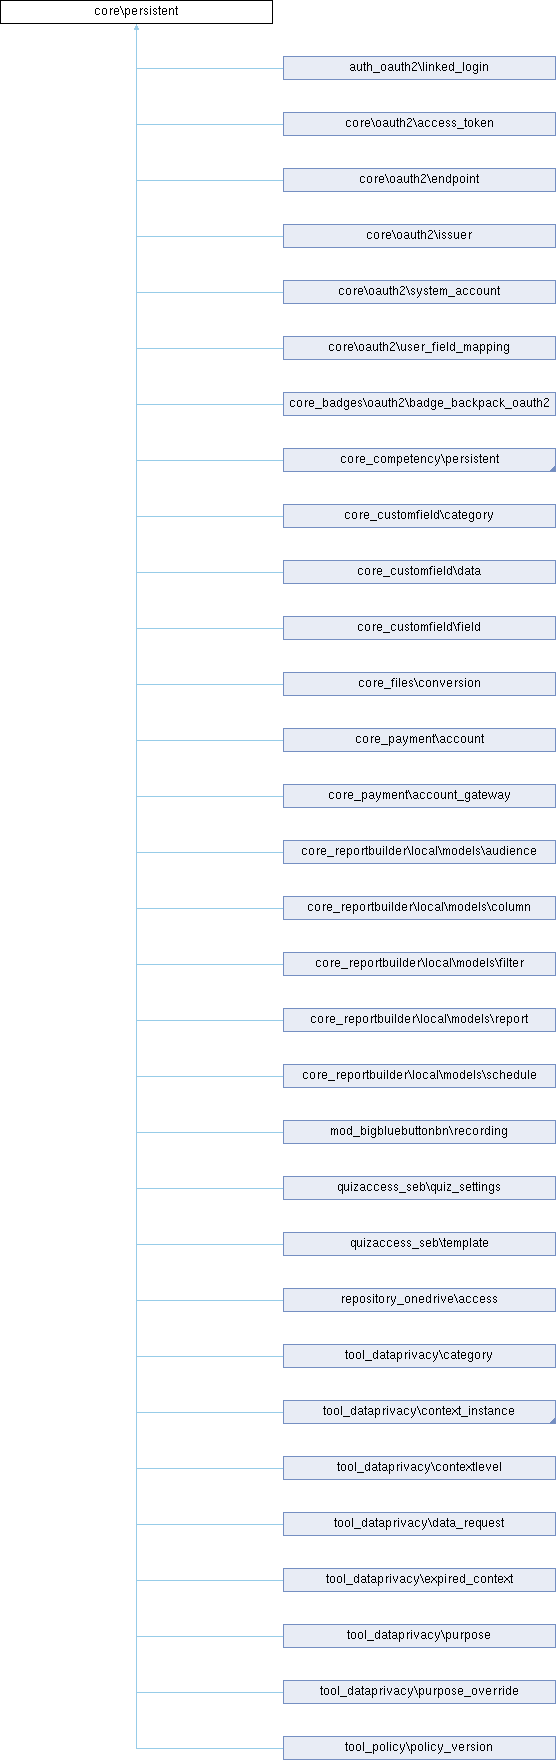 core\persistent
auth_oauth2\linked_login
core\oauth2\access_token
core\oauth2\endpoint
core\oauth2\issuer
core\oauth2\system_account
core\oauth2\user_field_mapping
core_badges\oauth2\badge_backpack_oauth2
core_competency\persistent
core_customfield\category
core_customfield\data
core_customfield\field
core_files\conversion
core_payment\account
core_payment\account_gateway
core_reportbuilder\local\models\audience
core_reportbuilder\local\models\column
core_reportbuilder\local\models\filter
core_reportbuilder\local\models\report
core_reportbuilder\local\models\schedule
mod_bigbluebuttonbn\recording
quizaccess_seb\quiz_settings
quizaccess_seb\template
repository_onedrive\access
tool_dataprivacy\category
tool_dataprivacy\context_instance
tool_dataprivacy\contextlevel
tool_dataprivacy\data_request
tool_dataprivacy\expired_context
tool_dataprivacy\purpose
tool_dataprivacy\purpose_override
tool_policy\policy_version